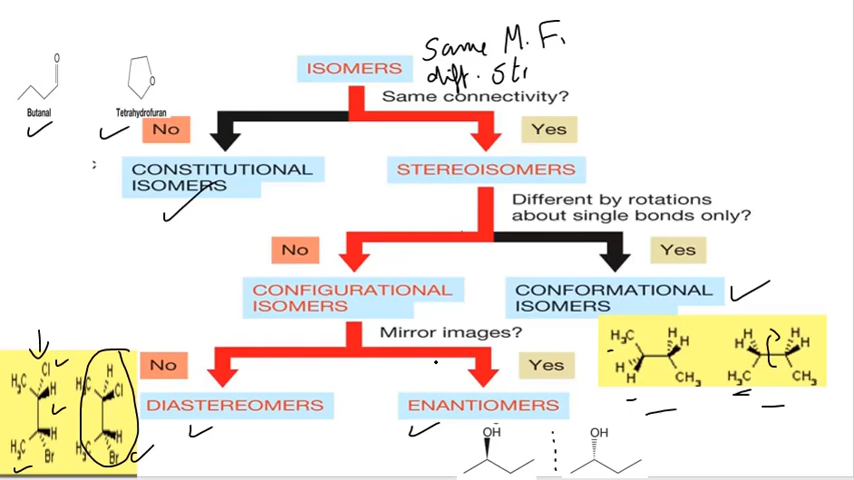 Same M.F.
diff. Str
ISOMERS
Same connectivity?
O
O
Butanal
Tetrahydrofuran
No
Yes
CONSTITUTIONAL
ISOMERS
STEREOISOMERS
Different by rotations
about single bonds only?
No
Yes
CONFIGURATIONAL
ISOMERS
CONFORMATIONAL
ISOMERS
Mirror images?
H₃C H H
H H CH₃
H H H H
H₃C CH₃
No
Yes
Cl H
H₃C H H₃C Cl
H H
H₃C Br H₃C Br
DIASTEREOMERS
ENANTIOMERS
OH
OH